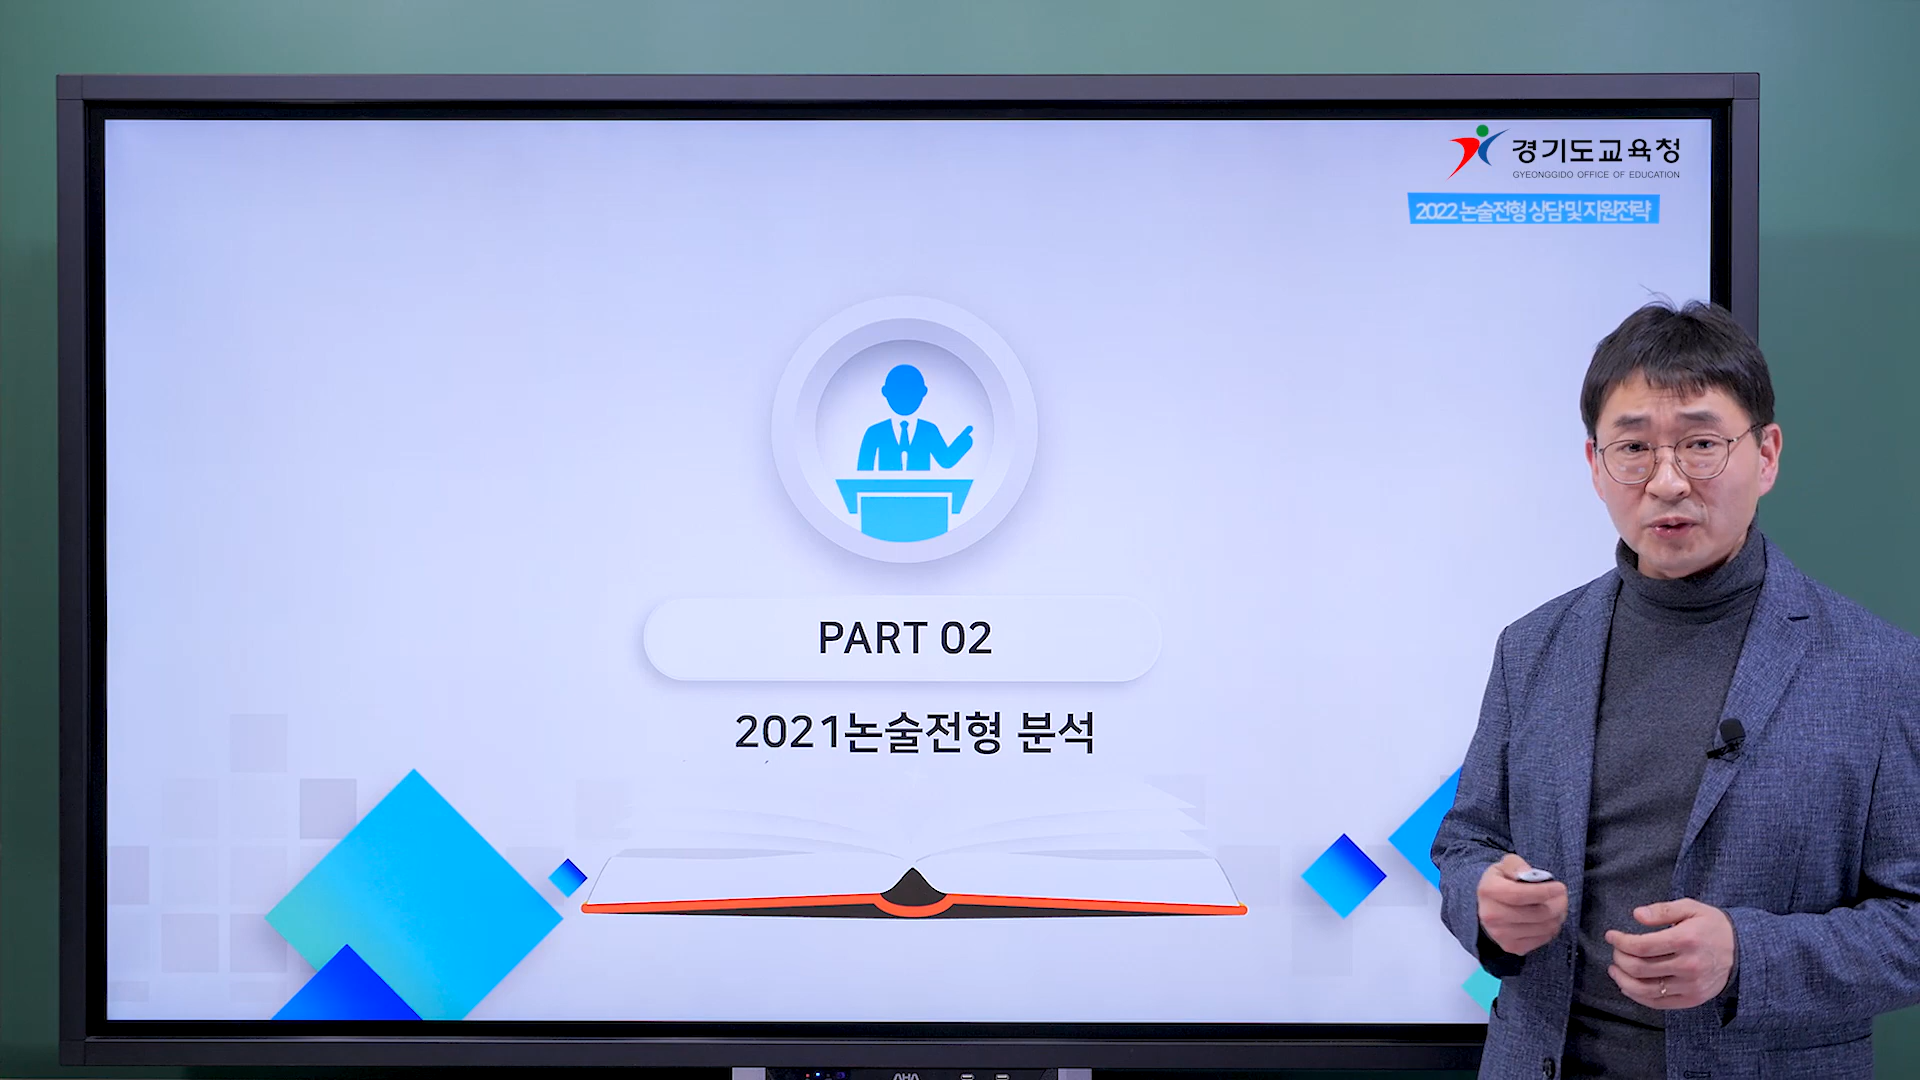 경기도교육청
GYEONGGIDO OFFICE OF EDUCATION
2022 논술전형 상담 및 지원전략
PART 02
2021논술전형 분석
AHA